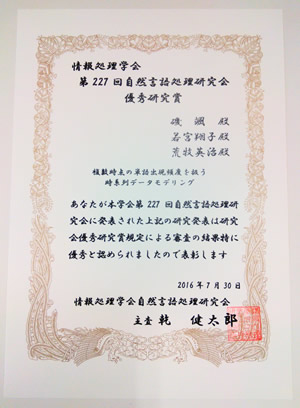 情報処理学会
第227回自然言語処理研究会
優秀研究賞
磯 颯 殿
若宮翔子 殿
荒牧英治 殿
複数時点の単語出現頻度を扱う
時系列データモデリング
あなたが本学会第227回自然言語処理研
究会に発表された上記の研究発表は研究
会優秀研究賞規定による審査の結果特に
優秀と認められましたので表彰します
2016年7月30日
情報処理学会自然言語処理研究会
主査 乾 健太郎